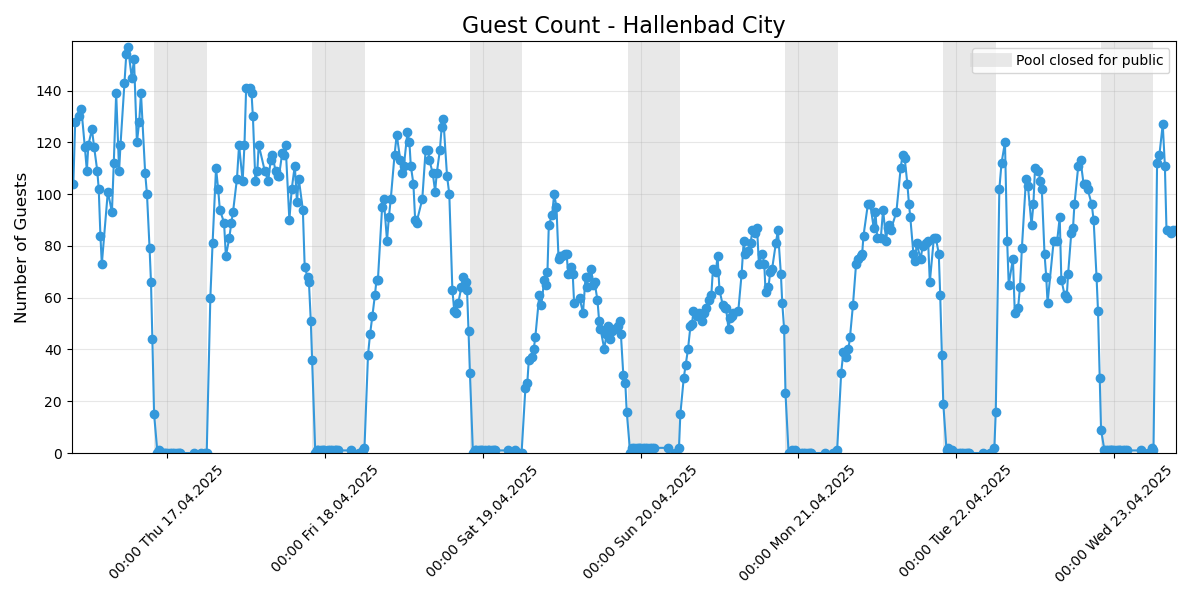 Guest Count - Hallenbad City
Pool closed for public
Number of Guests
140
120
100
80
60
40
20
0
00:00 Thu 17.04.2025
00:00 Fri 18.04.2025
00:00 Sat 19.04.2025
00:00 Sun 20.04.2025
00:00 Mon 21.04.2025
00:00 Tue 22.04.2025
00:00 Wed 23.04.2025